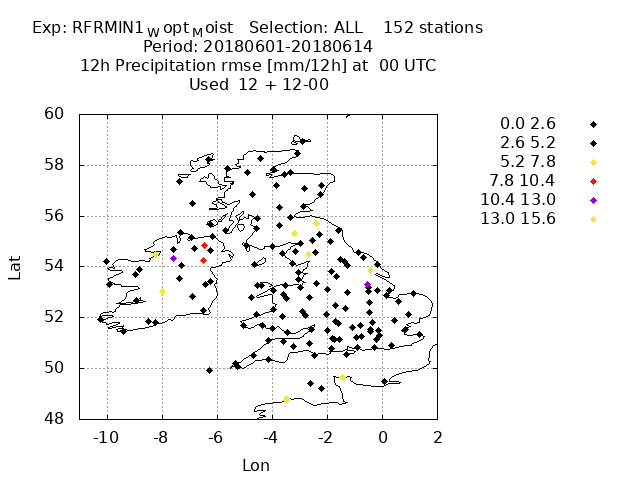 Exp: RFRMIN1WoptMoist Selection: ALL 152 stations
Period: 20180601-20180614
12h Precipitation rmse [mm/12h] at 00 UTC
Used 12 + 12-00
60
58
56
54
52
50
48
Lat
-10 -8 -6 -4 -2 0 2
Lon
0.0 2.6
2.6 5.2
5.2 7.8
7.8 10.4
10.4 13.0
13.0 15.6